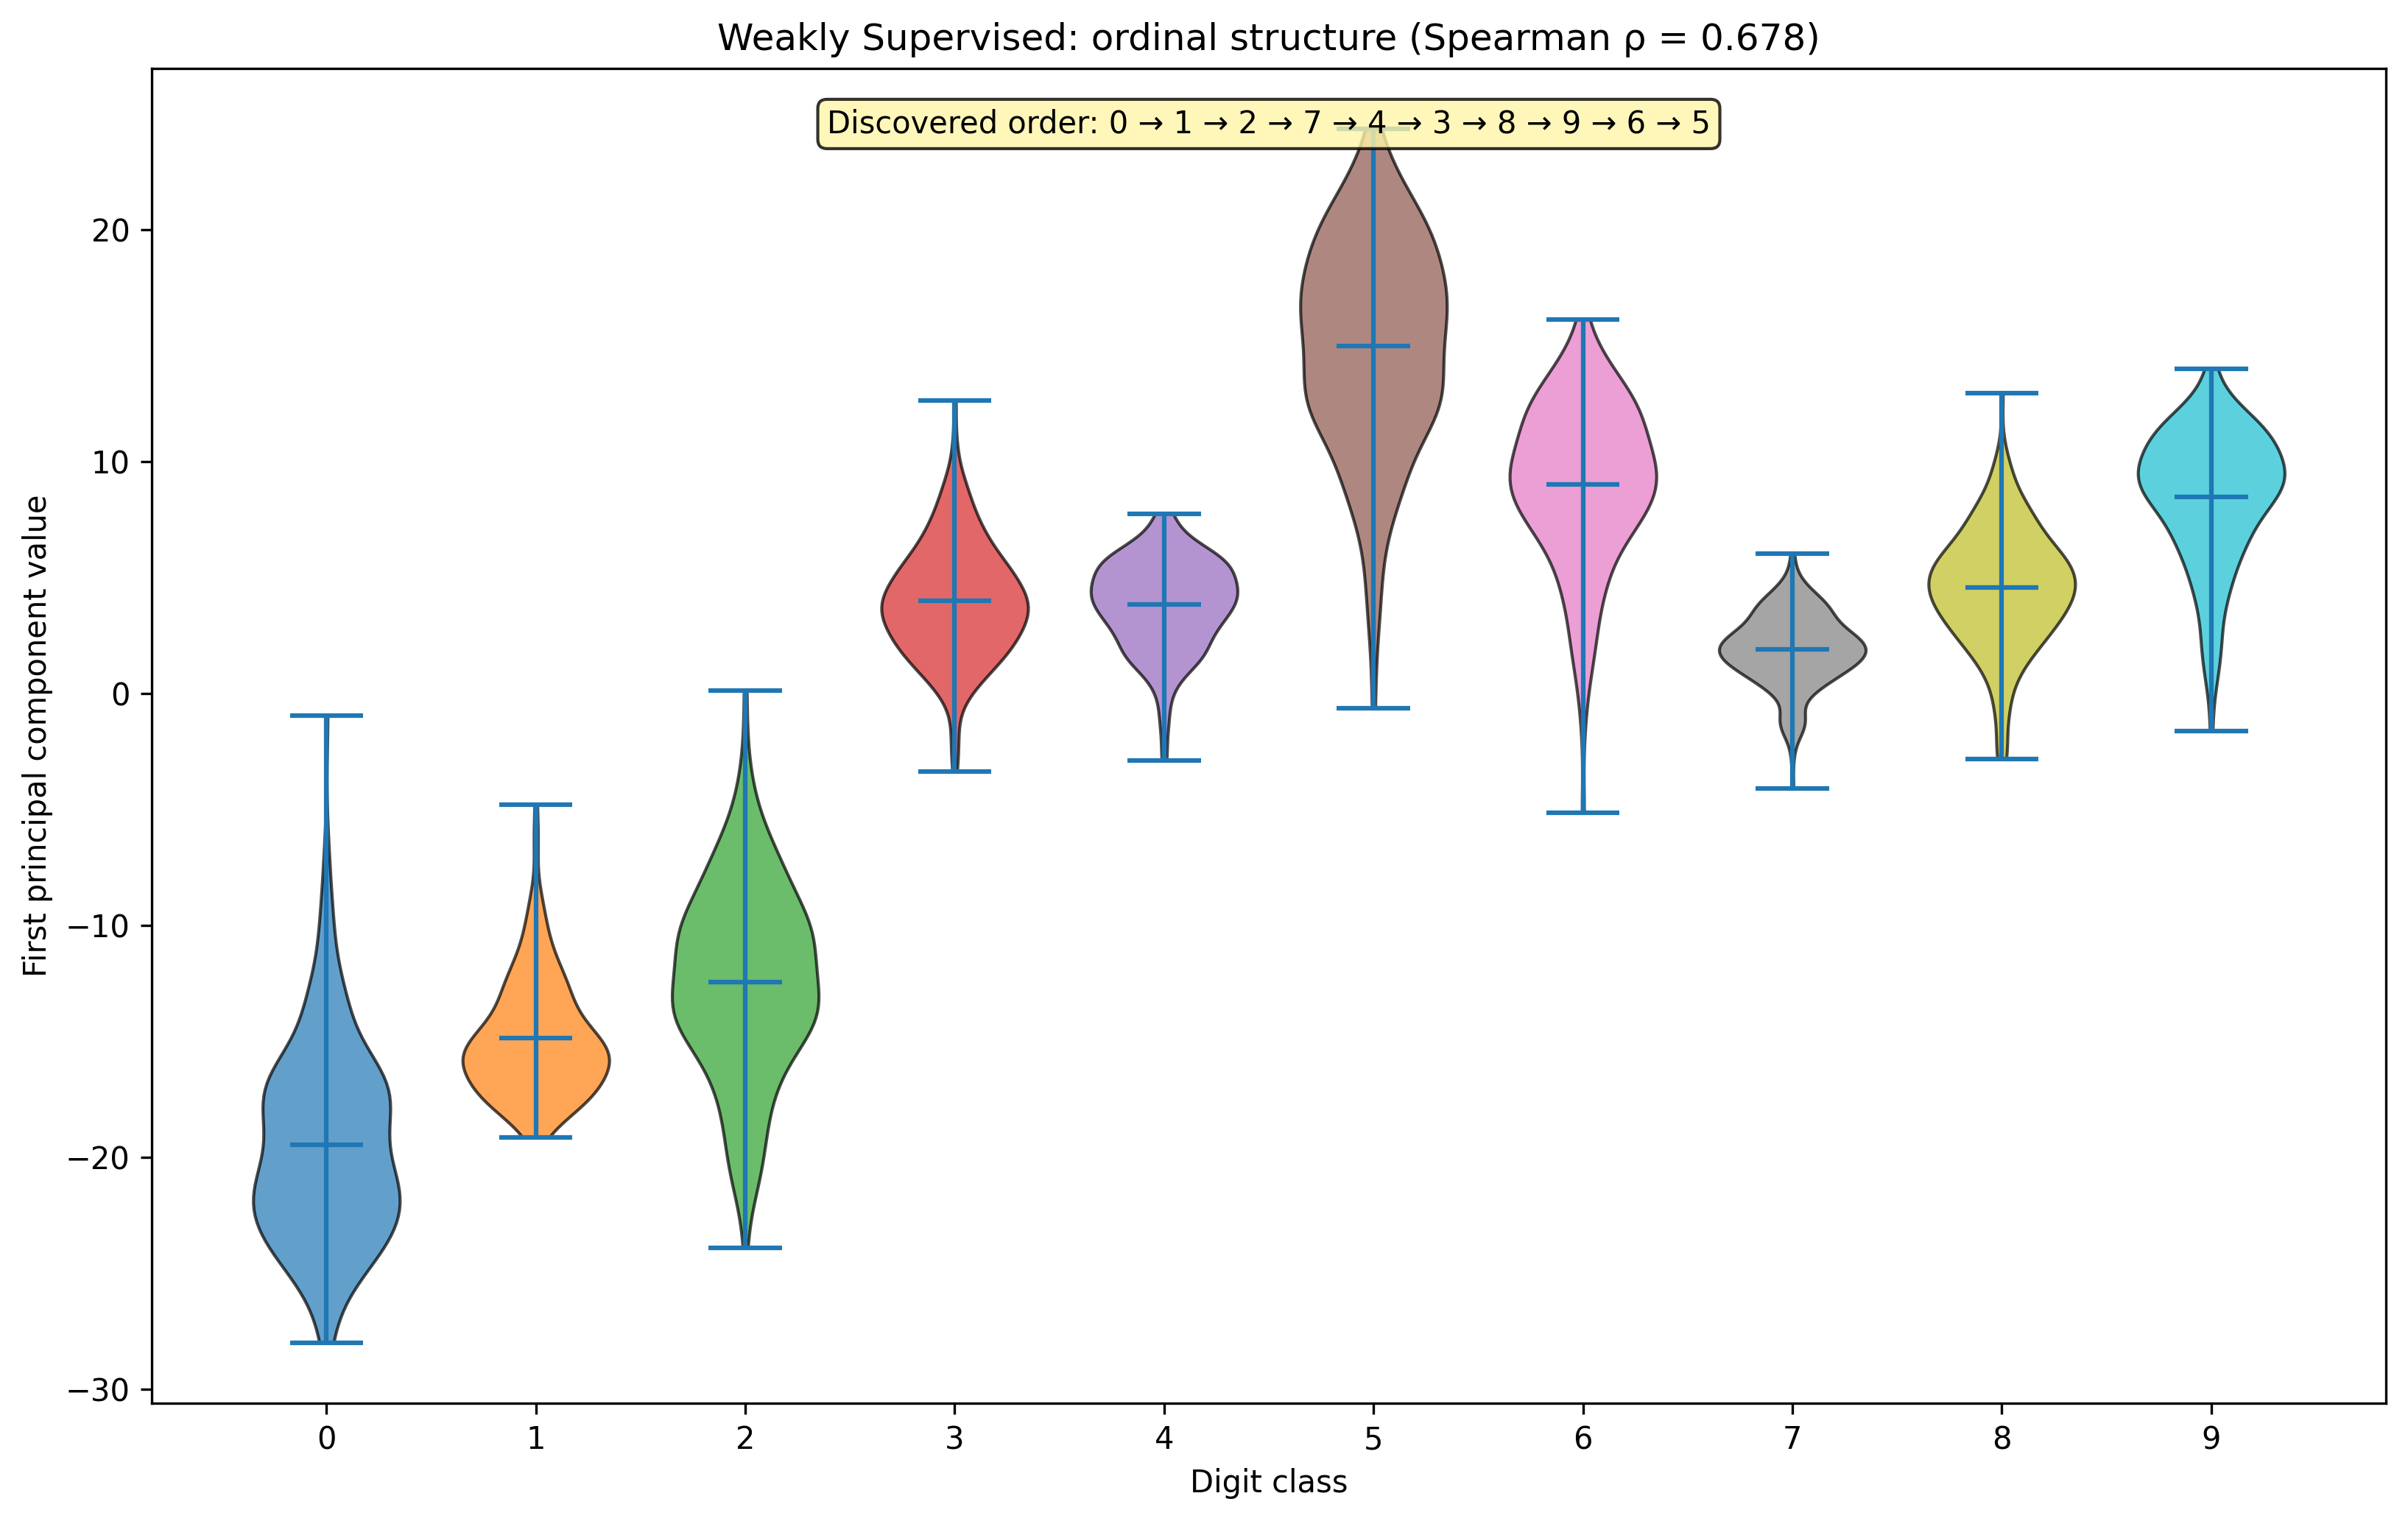 Weakly Supervised: ordinal structure (Spearman ρ = 0.678)
Discovered order: 0 → 1 → 2 → 7 → 4 → 3 → 8 → 9 → 6 → 5
First principal component value
20
10
0
−10
−20
−30
0 1 2 3 4 5 6 7 8 9
Digit class